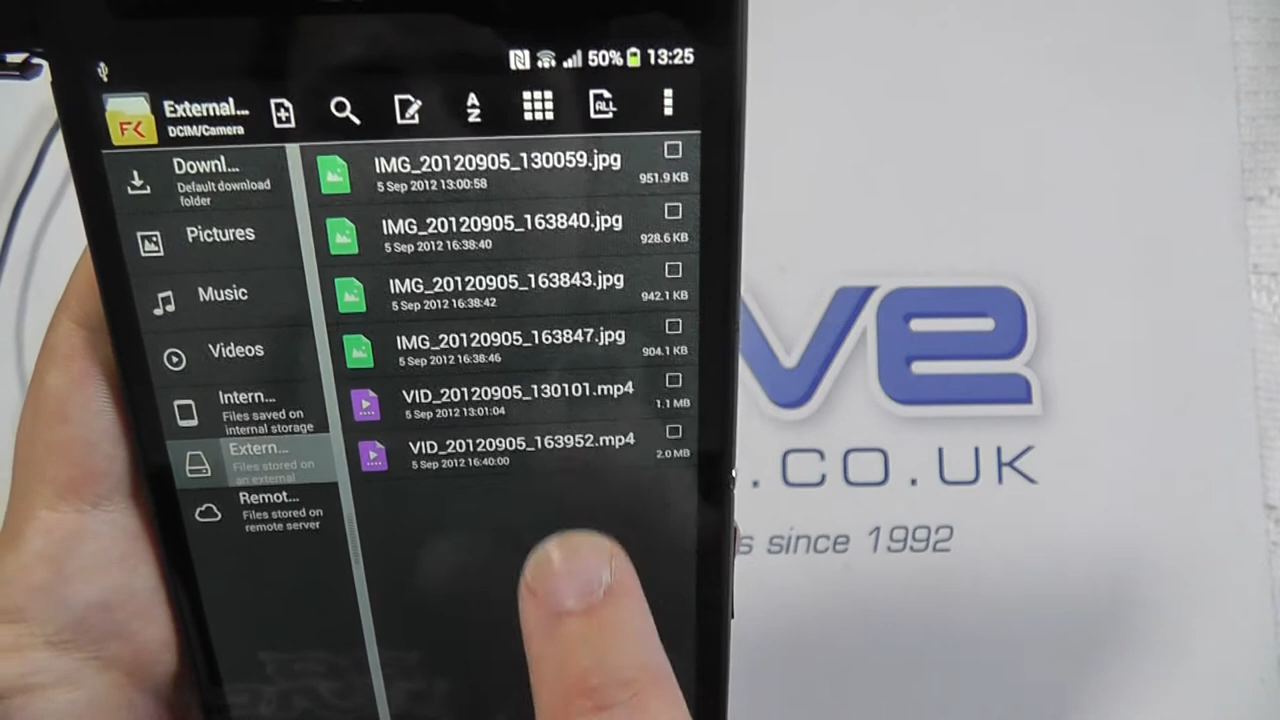 50% 13:25
External...
DCIM/Camera
A
Z
ALL
FK
Downl...
Default download
folder
Pictures
Music
Videos
Intern...
Files saved on
internal storage
Extern...
Files stored on
an external
Remot...
Files stored on
remote server
IMG_20120905_130059.jpg
5 Sep 2012 13:00:58
951.9 KB
IMG_20120905_163840.jpg
5 Sep 2012 16:38:40
928.6 KB
IMG_20120905_163843.jpg
5 Sep 2012 16:38:42
942.1 KB
IMG_20120905_163847.jpg
5 Sep 2012 16:38:46
904.1 KB
VID_20120905_130101.mp4
5 Sep 2012 13:01:04
1.1 MB
VID_20120905_163952.mp4
5 Sep 2012 16:40:00
2.0 MB
ve
.CO.UK
s since 1992